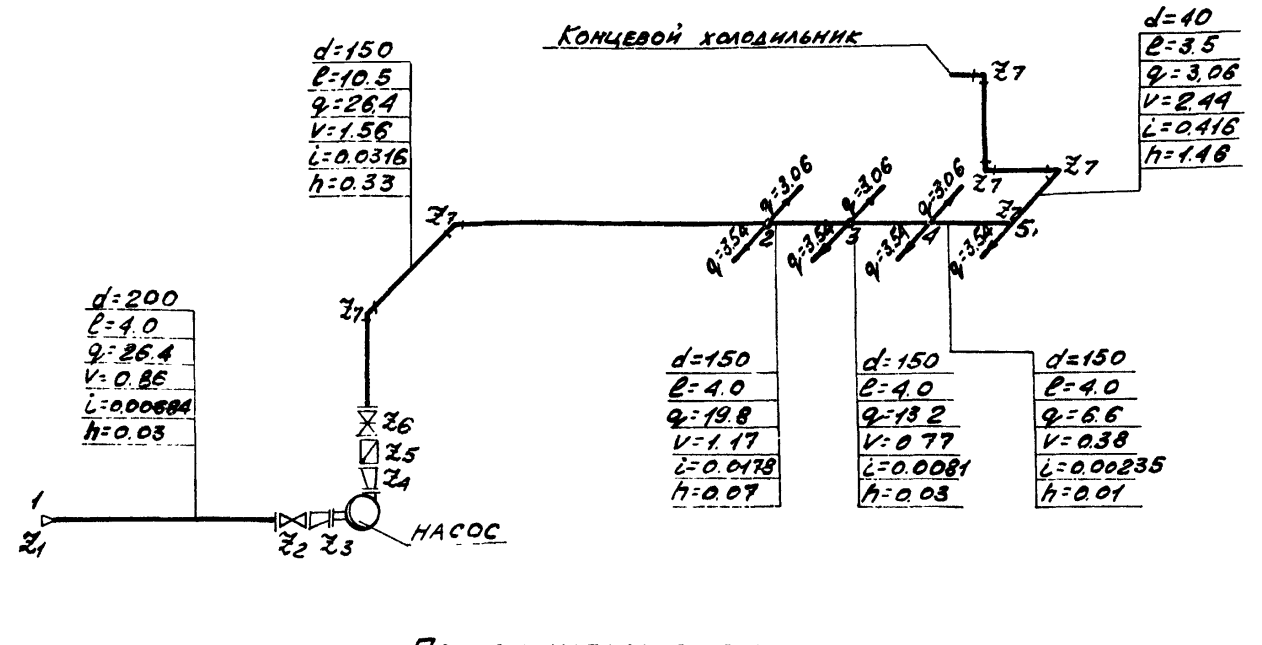 КОНЦЕВОЙ ХОЛОДИЛЬНИК
d=40
l=3.5
q=3,06
v=2.44
i=0.416
h=1.46
d=150
l=10.5
q=26.4
v=1.56
i=0.0316
h=0.33
Z7
Z7
Z7
Z7
Z7
Z7
q=3.06
q=3.06
q=3.06
2
3
4
5
q=3.54
q=3.54
q=3.54
q=3.54
d=200
l=4.0
q=26.4
v=0.86
i=0.00684
h=0.03
Z6
Z5
Z4
1
Z1
Z2
Z3
НАСОС
d=150
l=4.0
q=19.8
v=1.17
i=0.0178
h=0.07
d=150
l=4.0
q=13.2
v=0.77
i=0.0081
h=0.03
d=150
l=4.0
q=6.6
v=0.38
i=0.00235
h=0.01